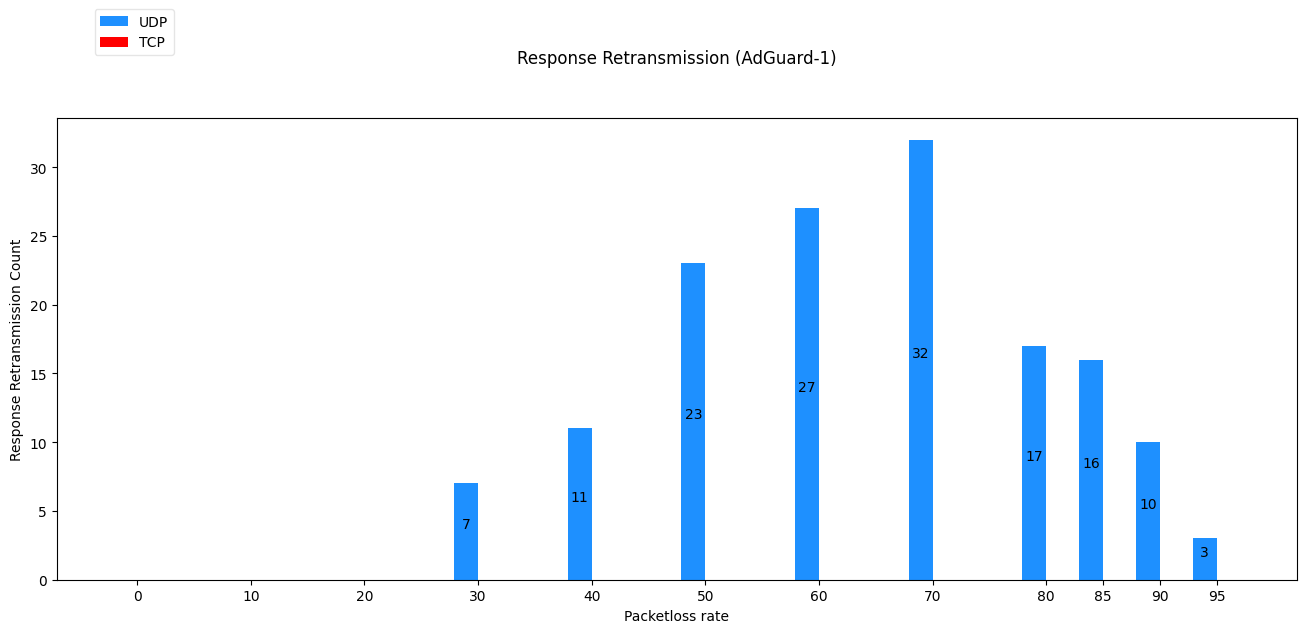 UDP
TCP
Response Retransmission (AdGuard-1)
Response Retransmission Count
30
25
20
15
10
5
0
7
11
23
27
32
17
16
10
3
0 10 20 30 40 50 60 70 80 85 90 95
Packetloss rate